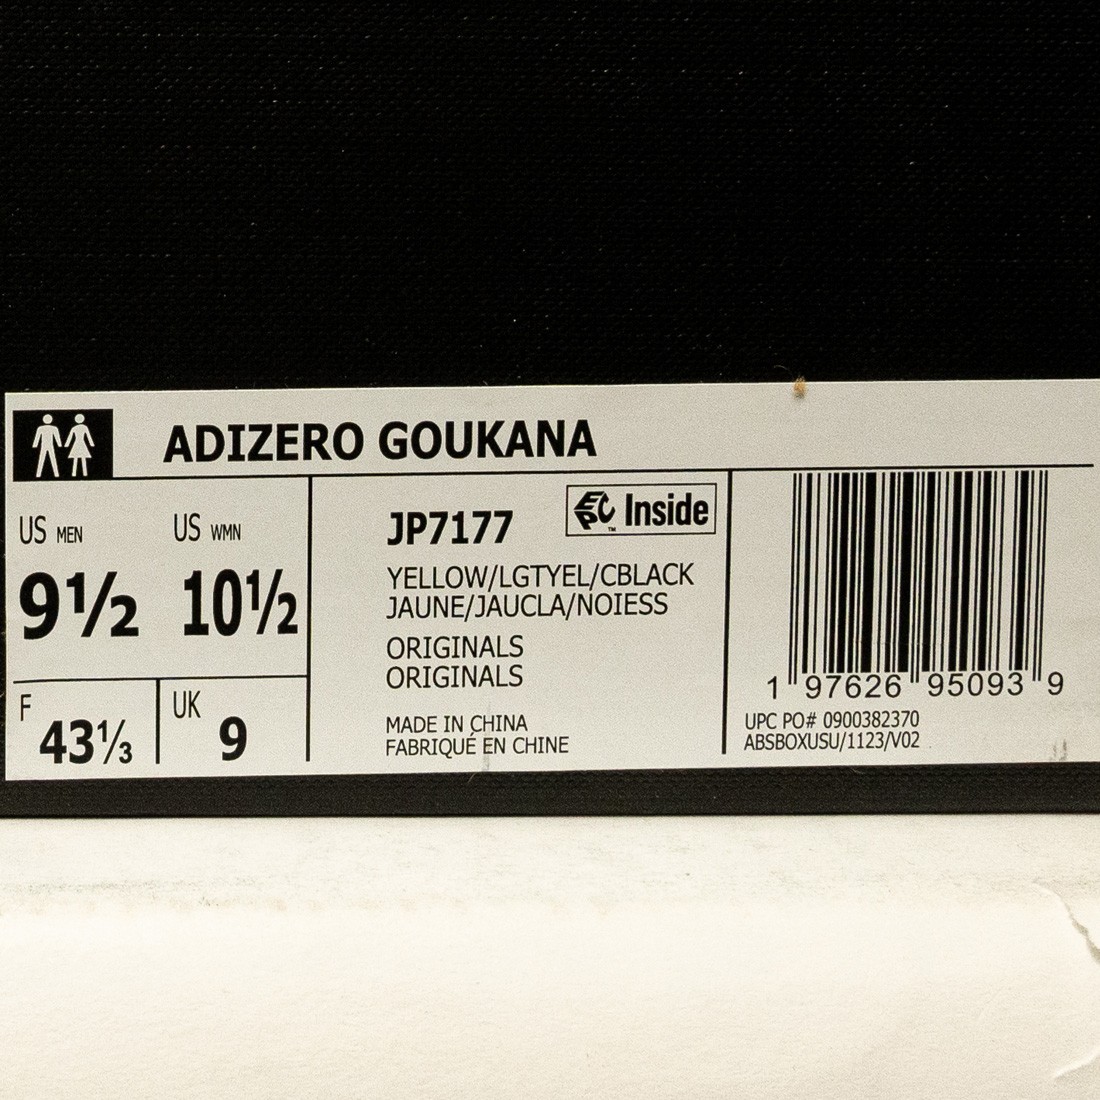 ADIZERO GOUKANA
US MEN
9½
US WMN
10½
F
43⅓
UK
9
JP7177
EPC Inside
™
YELLOW/LGTYEL/CBLACK
JAUNE/JAUCLA/NOIESS
ORIGINALS
ORIGINALS
MADE IN CHINA
FABRIQUÉ EN CHINE
1 97626 95093 9
UPC PO# 0900382370
ABSBOXUSU/1123/V02